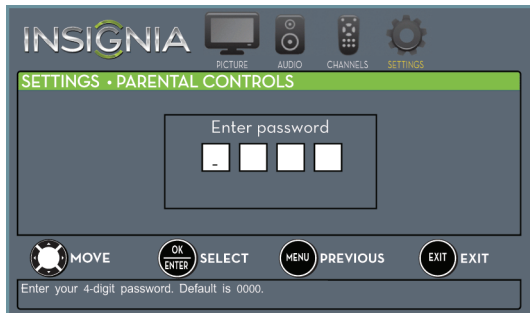 INSIGNIA
PICTURE AUDIO CHANNELS SETTINGS
SETTINGS • PARENTAL CONTROLS
Enter password
_
MOVE OK ENTER SELECT MENU PREVIOUS EXIT EXIT
Enter your 4-digit password. Default is 0000.